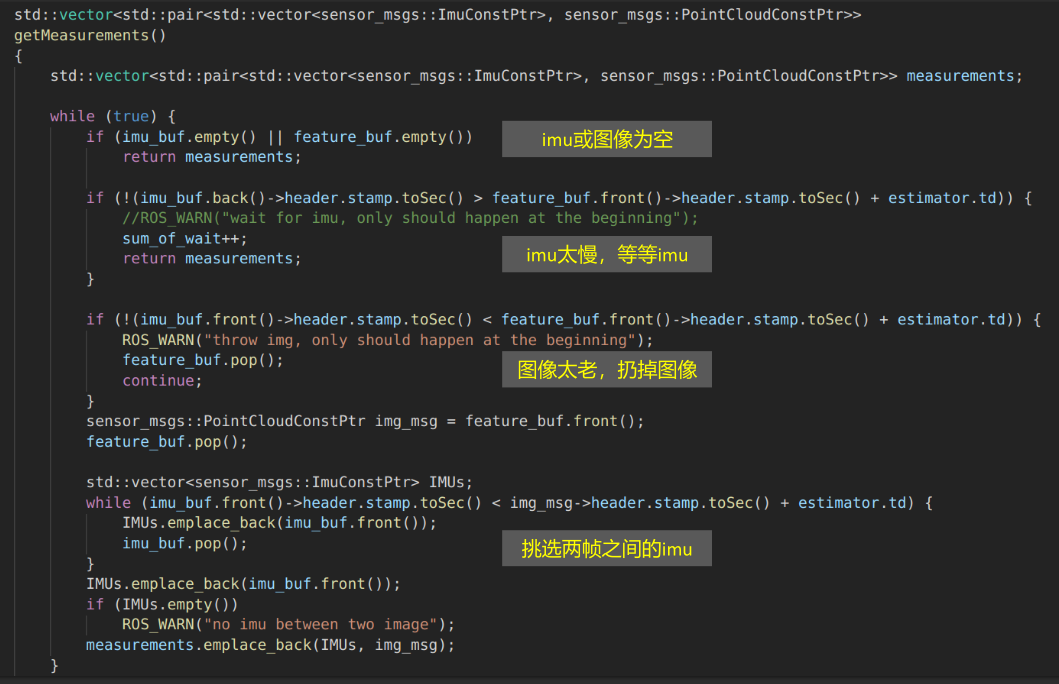 std::vector<std::pair<std::vector<sensor_msgs::ImuConstPtr>, sensor_msgs::PointCloudConstPtr>>
getMeasurements()
{
    std::vector<std::pair<std::vector<sensor_msgs::ImuConstPtr>, sensor_msgs::PointCloudConstPtr>> measurements;
    while (true) {
        if (imu_buf.empty() || feature_buf.empty())
imu或图像为空
            return measurements;
        if (!(imu_buf.back()->header.stamp.toSec() > feature_buf.front()->header.stamp.toSec() + estimator.td)) {
            //ROS_WARN("wait for imu, only should happen at the beginning");
            sum_of_wait++;
imu太慢，等等imu
            return measurements;
        }
        if (!(imu_buf.front()->header.stamp.toSec() < feature_buf.front()->header.stamp.toSec() + estimator.td)) {
            ROS_WARN("throw img, only should happen at the beginning");
            feature_buf.pop();
图像太老，扔掉图像
            continue;
        }
        sensor_msgs::PointCloudConstPtr img_msg = feature_buf.front();
        feature_buf.pop();
        std::vector<sensor_msgs::ImuConstPtr> IMUs;
        while (imu_buf.front()->header.stamp.toSec() < img_msg->header.stamp.toSec() + estimator.td) {
            IMUs.emplace_back(imu_buf.front());
            imu_buf.pop();
挑选两帧之间的imu
        }
        IMUs.emplace_back(imu_buf.front());
        if (IMUs.empty())
            ROS_WARN("no imu between two image");
        measurements.emplace_back(IMUs, img_msg);
    }